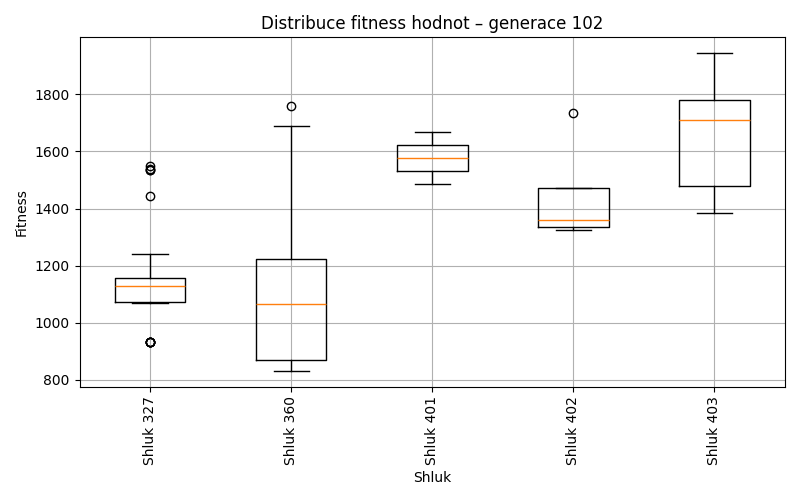 Distribuce fitness hodnot – generace 102
Fitness
1800
1600
1400
1200
1000
800
Shluk 327
Shluk 360
Shluk 401
Shluk 402
Shluk 403
Shluk